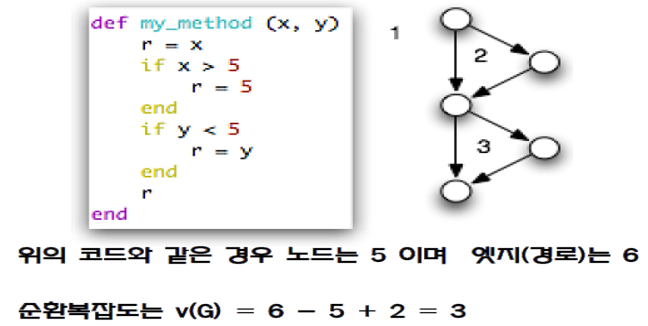 def my_method (x, y)
r = x
if x > 5
r = 5
end
if y < 5
r = y
end
r
end
1
2
3
위의 코드와 같은 경우 노드는 5 이며 엣지(경로)는 6
순환복잡도는 v(G) = 6 - 5 + 2 = 3